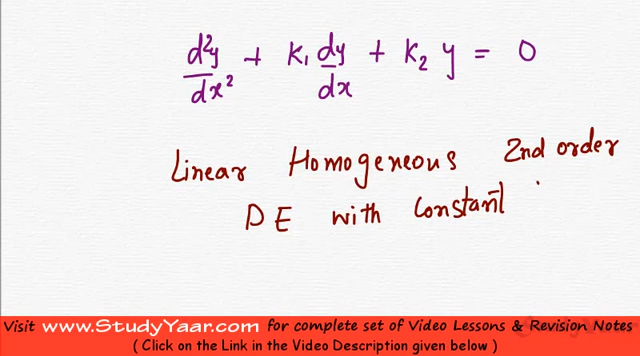 d²y/dx² + K₁ dy/dx + K₂ y = 0
Linear Homogeneous 2nd order
DE with Constant
Visit www.StudyYaar.com for complete set of Video Lessons & Revision Notes
( Click on the Link in the Video Description given below )